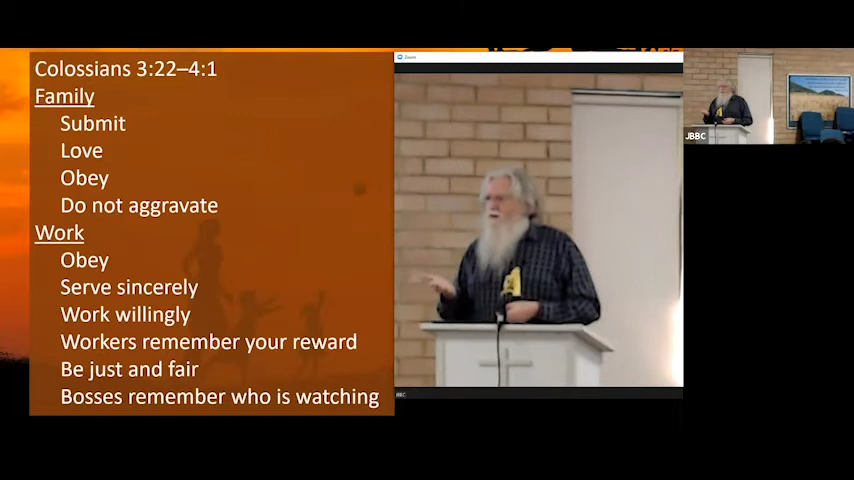 Colossians 3:22–4:1
Family
Submit
Love
Obey
Do not aggravate
Work
Obey
Serve sincerely
Work willingly
Workers remember your reward
Be just and fair
Bosses remember who is watching
Zoom
JBBC